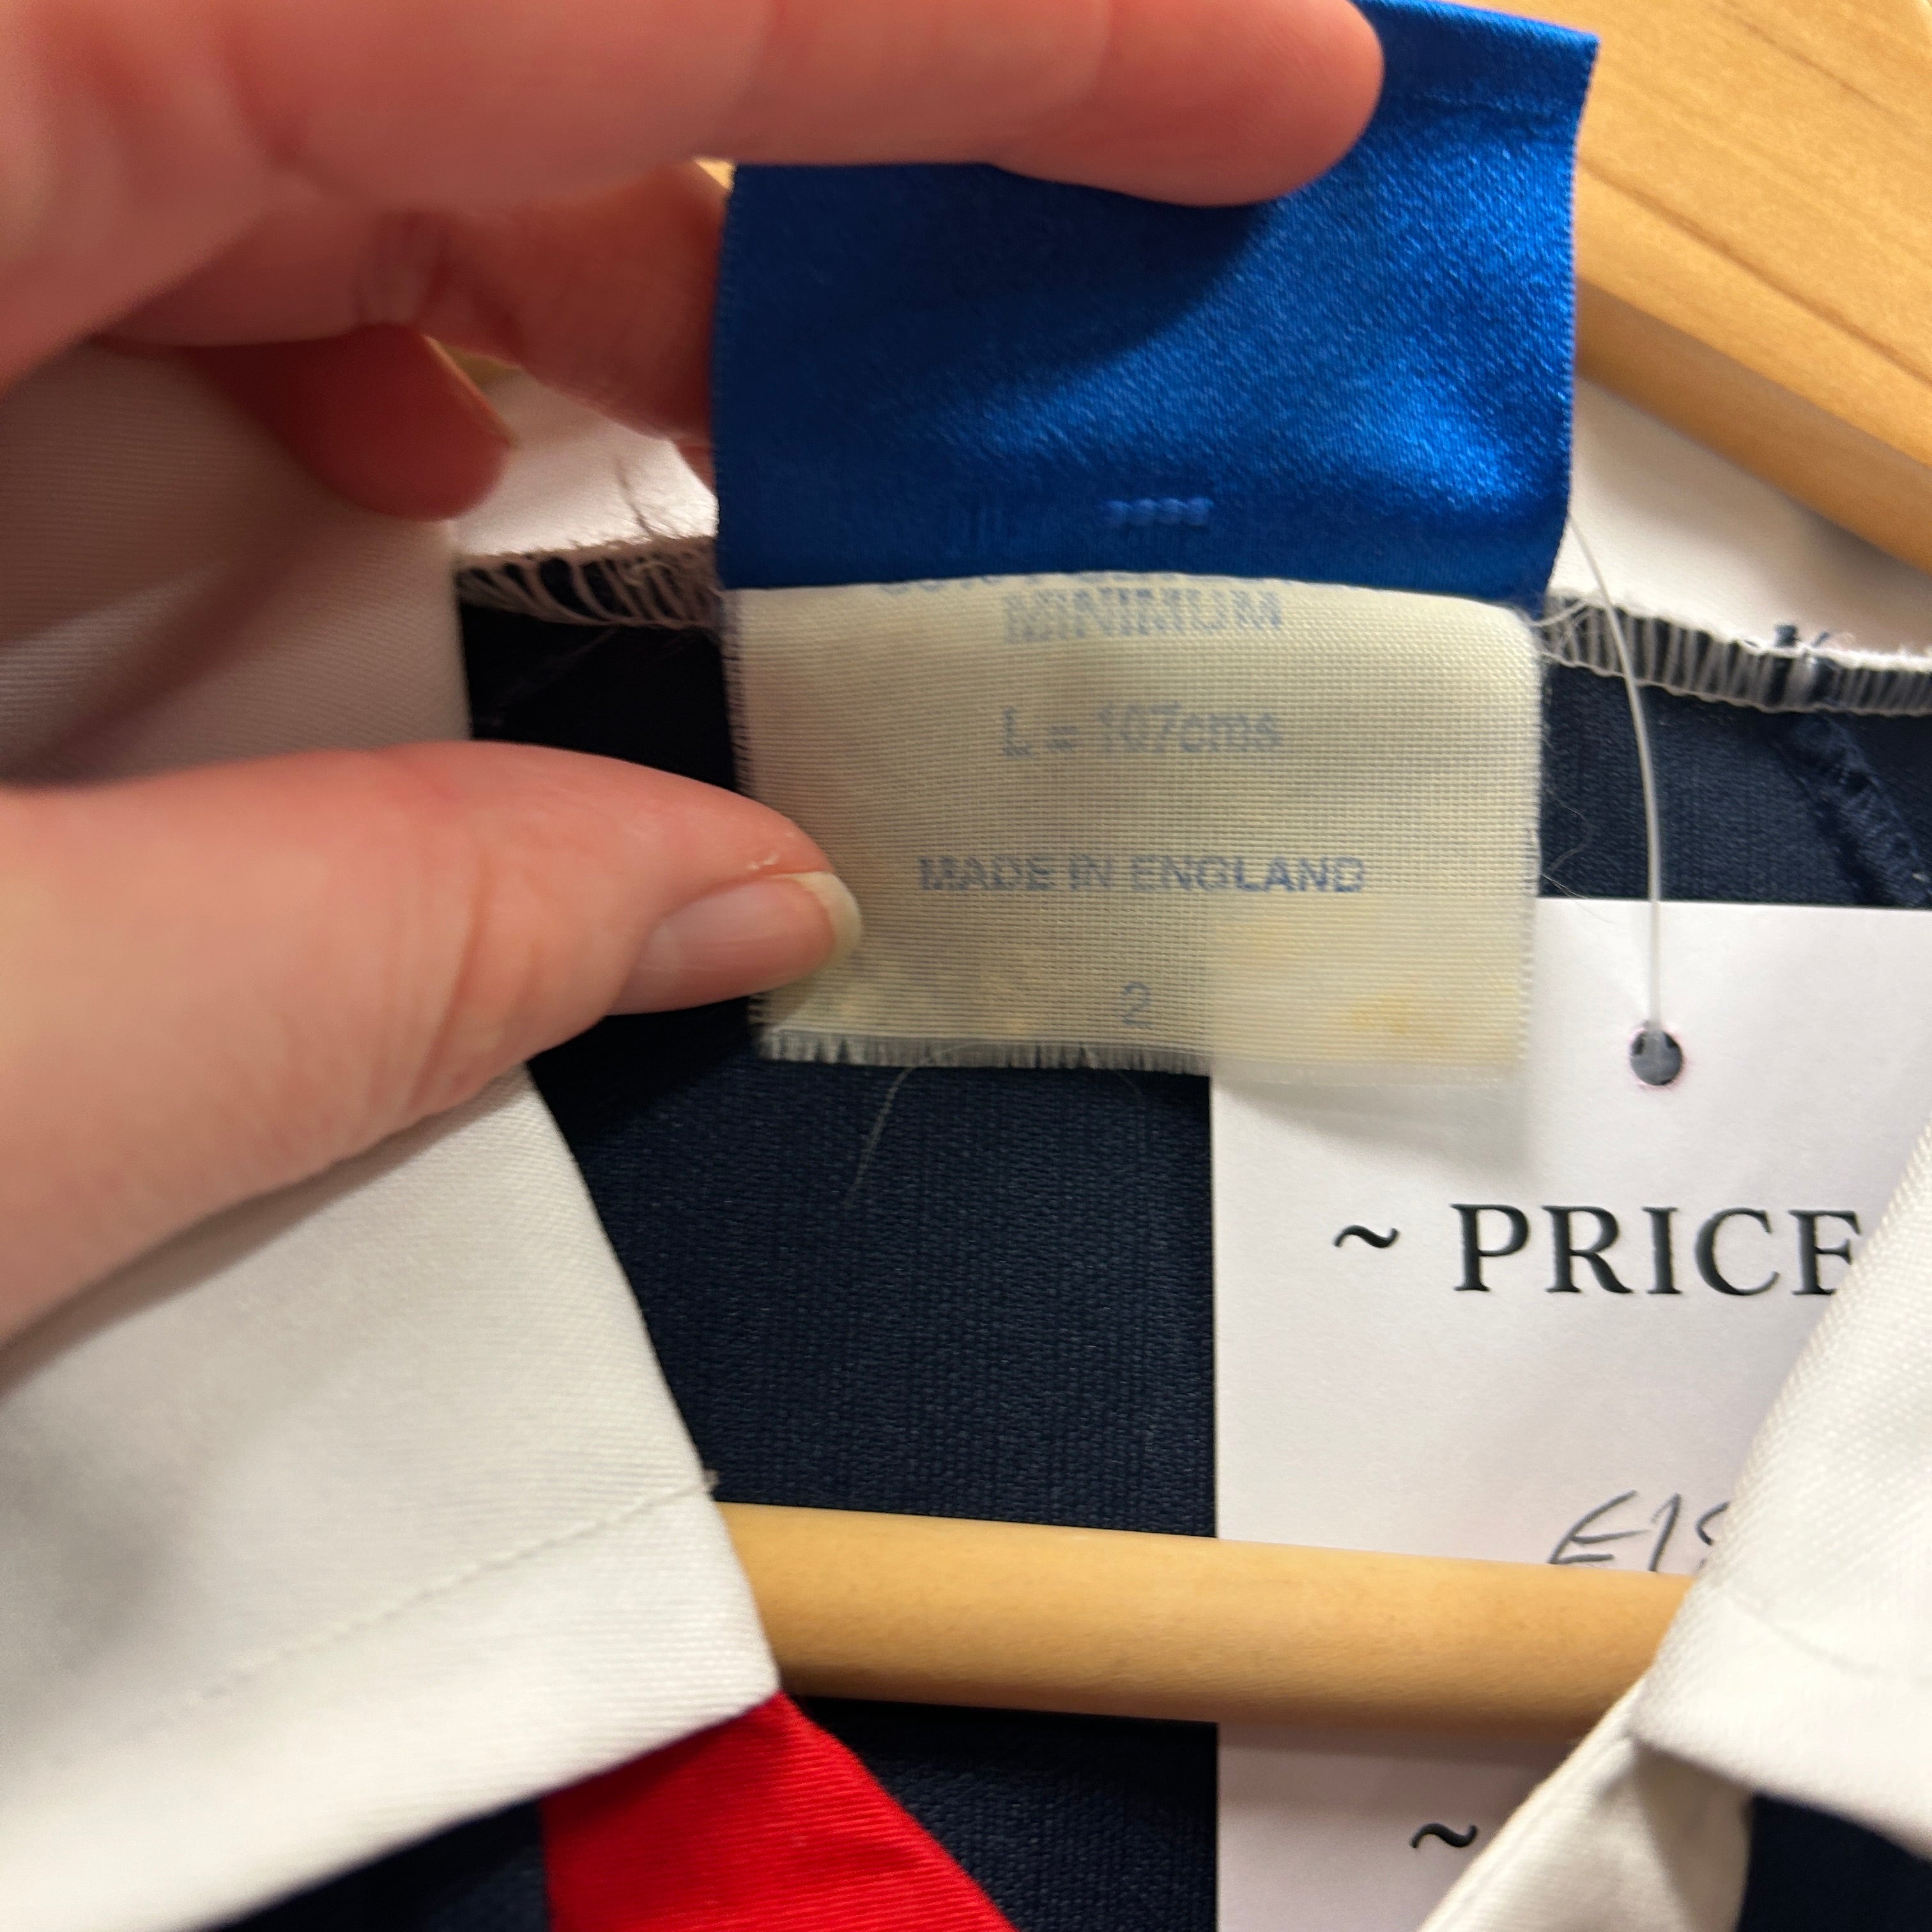 MINIMUM
L = 107cms
MADE IN ENGLAND
2
~ PRICE
~